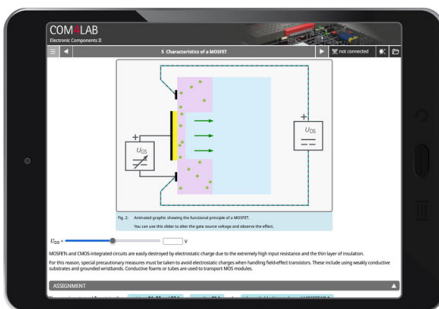 COM4LAB
Electronic Components II
5 Characteristics of a MOSFET
not connected
+
U_GS
+
U_DS
Fig. 2: Animated graphic showing the functional principle of a MOSFET.
You can use this slider to alter the gate source voltage and observe the effect.
U_GS = V
MOSFETs and CMOS-integrated circuits are easily destroyed by electrostatic charge due to the extremely high input resistance and the thin layer of insulation.
For this reason, special precautionary measures must be taken to avoid electrostatic charges when handling field-effect transistors. These include using weakly conductive
substrates and grounded wristbands. Conductive foams or tubes are used to transport MOS modules.
ASSIGNMENT